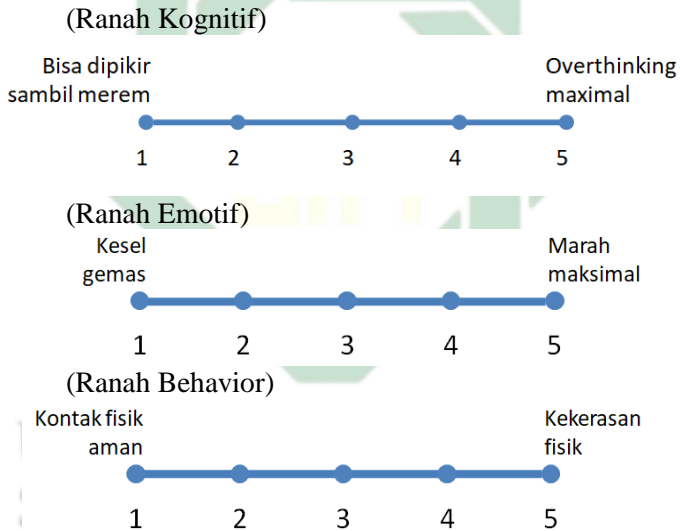 (Ranah Kognitif)
Bisa dipikir
sambil merem
Overthinking
maximal
1 2 3 4 5
(Ranah Emotif)
Kesel
gemas
Marah
maksimal
1 2 3 4 5
(Ranah Behavior)
Kontak fisik
aman
Kekerasan
fisik
1 2 3 4 5